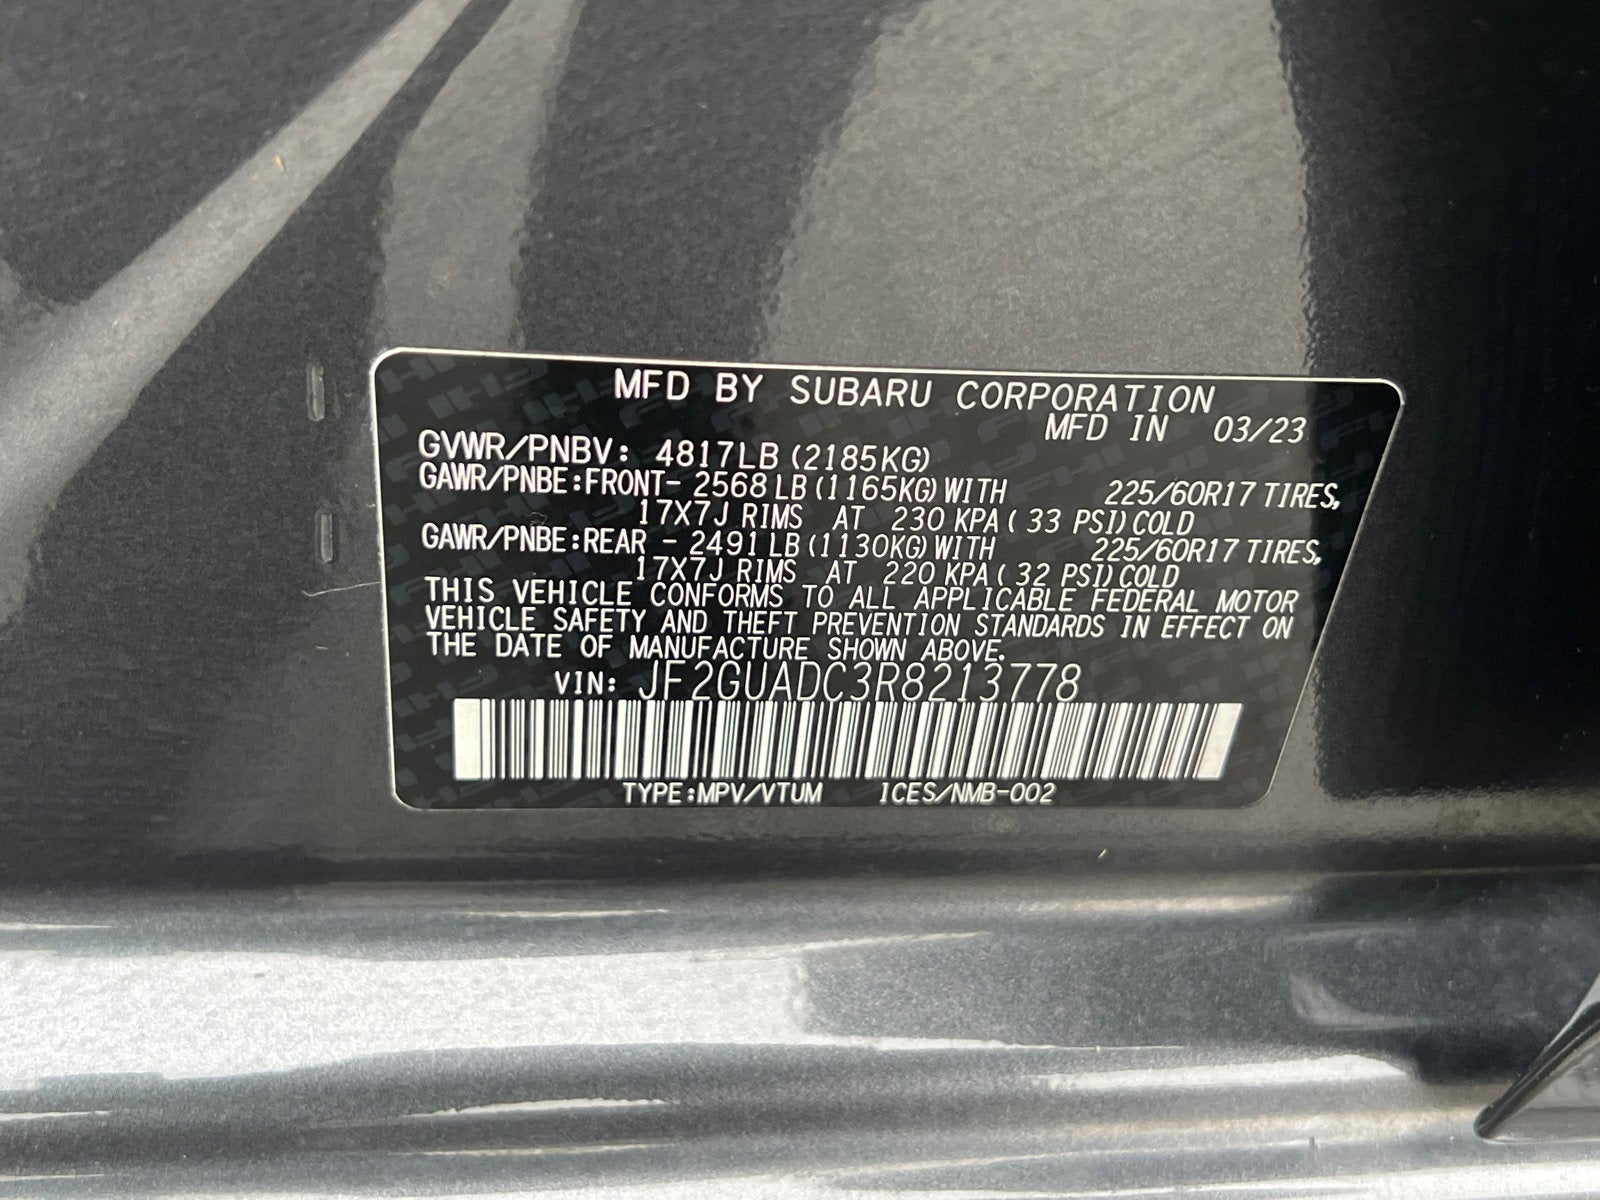 MFD BY SUBARU CORPORATION
MFD IN 03/23
GVWR/PNBV: 4817LB (2185KG)
GAWR/PNBE:FRONT- 2568 LB (1165KG) WITH 225/60R17 TIRES,
17X7J RIMS AT 230 KPA ( 33 PSI) COLD
GAWR/PNBE:REAR - 2491 LB (1130KG) WITH 225/60R17 TIRES,
17X7J RIMS AT 220 KPA ( 32 PSI) COLD
THIS VEHICLE CONFORMS TO ALL APPLICABLE FEDERAL MOTOR
VEHICLE SAFETY AND THEFT PREVENTION STANDARDS IN EFFECT ON
THE DATE OF MANUFACTURE SHOWN ABOVE.
VIN: JF2GUADC3R8213778
TYPE:MPV/VTUM ICES/NMB-002